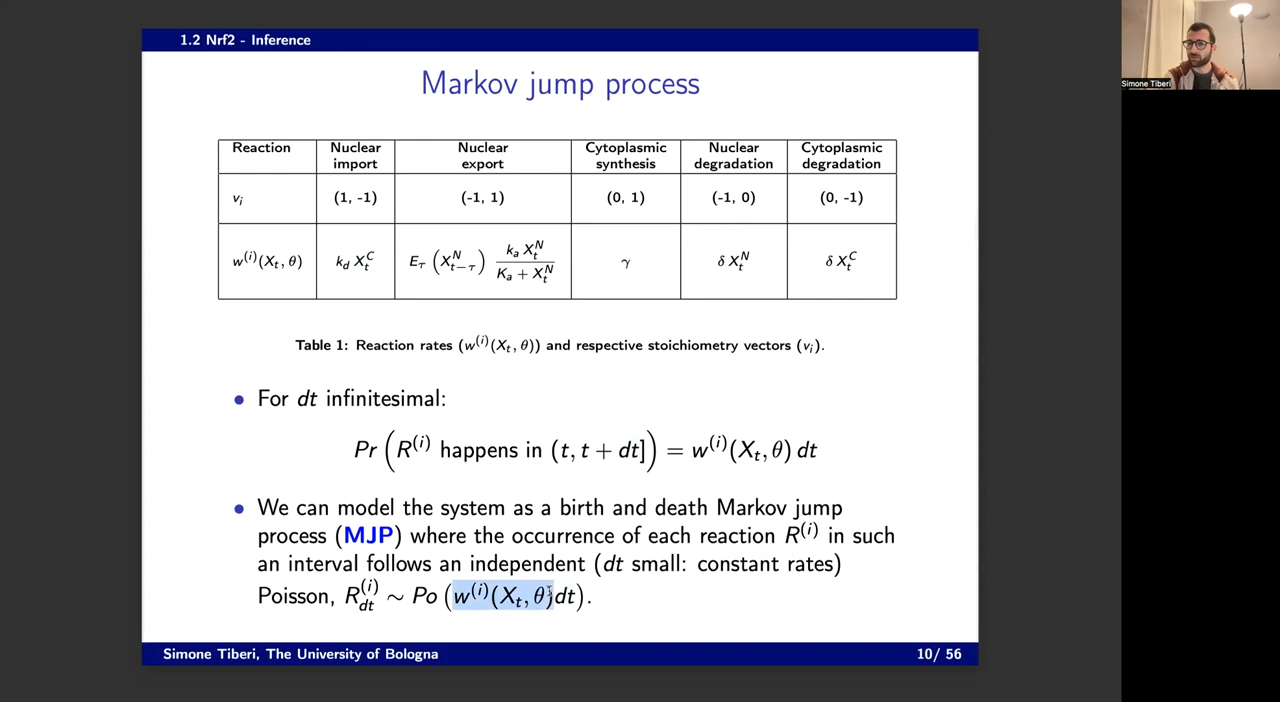 1.2 Nrf2 - Inference
Simone Tiberi
Markov jump process
Reaction Nuclear import Nuclear export Cytoplasmic synthesis Nuclear degradation Cytoplasmic degradation
v_i (1, -1) (-1, 1) (0, 1) (-1, 0) (0, -1)
w^{(i)}(X_t, θ) k_d X_t^C E_τ (X_{t−τ}^N) \frac{k_a X_t^N}{K_a + X_t^N} γ δ X_t^N δ X_t^C
Table 1: Reaction rates (w^{(i)}(X_t, θ)) and respective stoichiometry vectors (v_i).
• For dt infinitesimal:
Pr (R^{(i)} happens in (t, t + dt]) = w^{(i)}(X_t, θ) dt
• We can model the system as a birth and death Markov jump
process (MJP) where the occurrence of each reaction R^{(i)} in such
an interval follows an independent (dt small: constant rates)
Poisson, R_{dt}^{(i)} ∼ Po (w^{(i)}(X_t, θ)dt).
Simone Tiberi, The University of Bologna 10/ 56